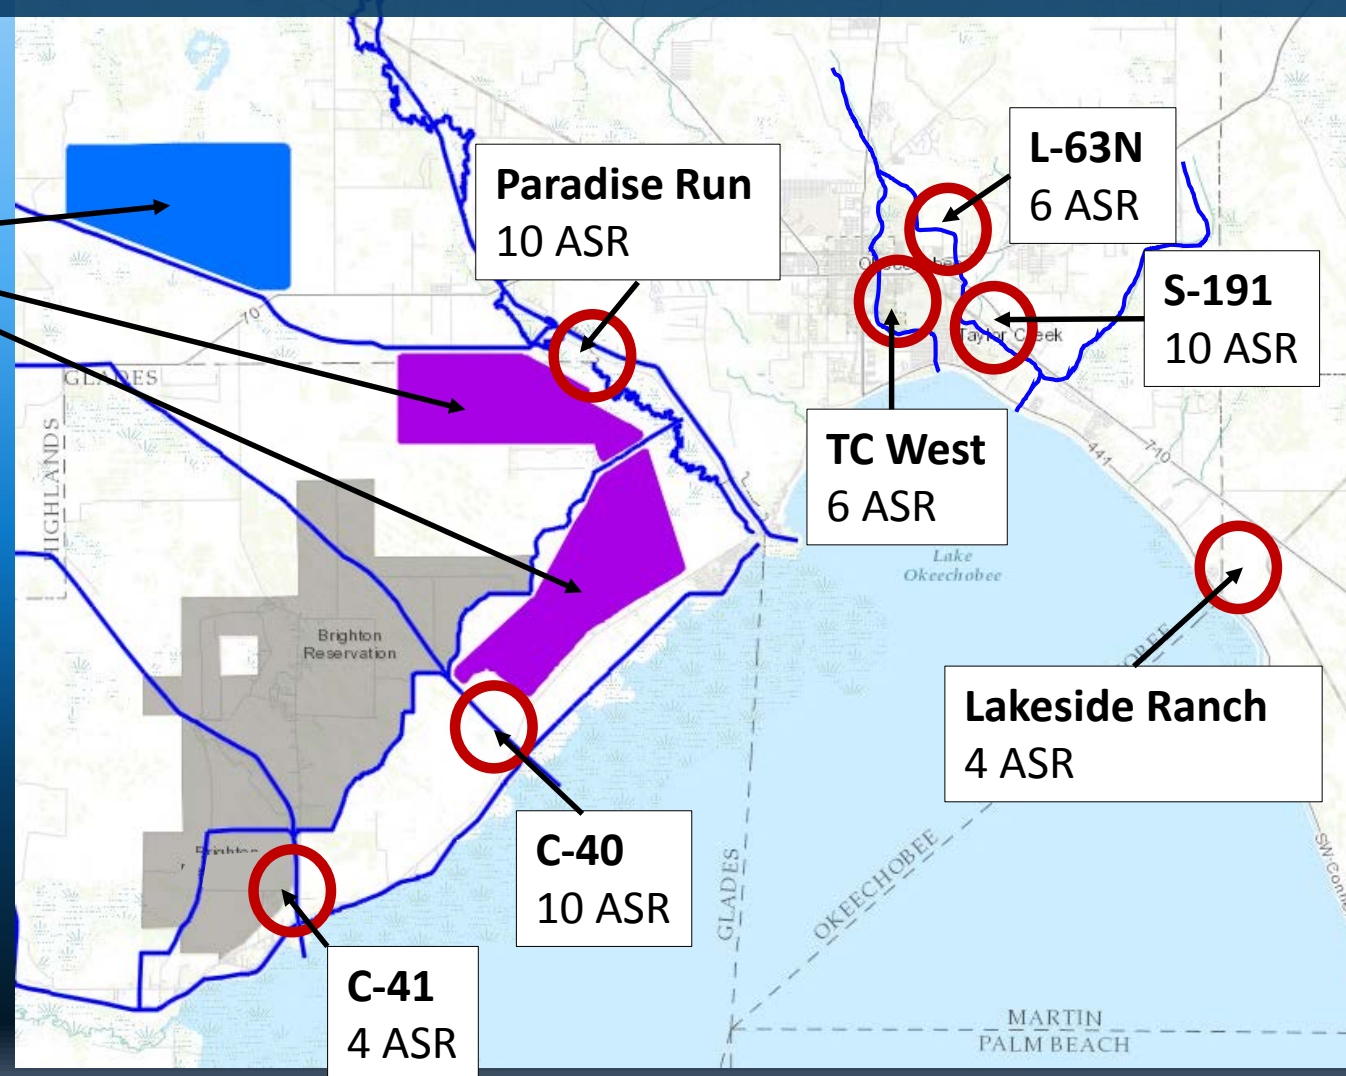 L-63N
6 ASR
Paradise Run
10 ASR
S-191
10 ASR
Taylor Creek
70
GLADES
HIGHLANDS
TC West
6 ASR
441
710
Lake
Okeechobee
Brighton
Reservation
Lakeside Ranch
4 ASR
C-40
10 ASR
C-41
4 ASR
GLADES
OKEECHOBEE
MARTIN
PALM BEACH